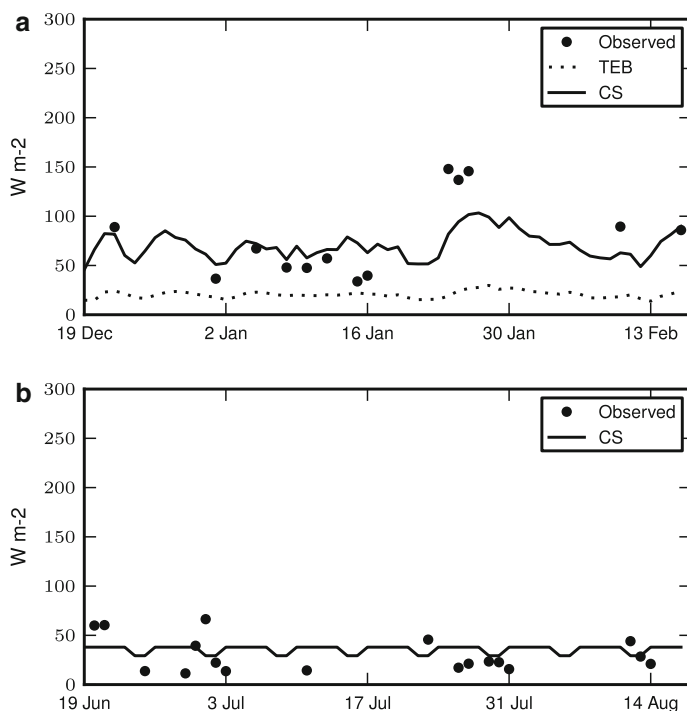 a
300
250
200
150
100
50
0
W m-2
Observed
TEB
CS
19 Dec
2 Jan
16 Jan
30 Jan
13 Feb
b
300
250
200
150
100
50
0
W m-2
Observed
CS
19 Jun
3 Jul
17 Jul
31 Jul
14 Aug